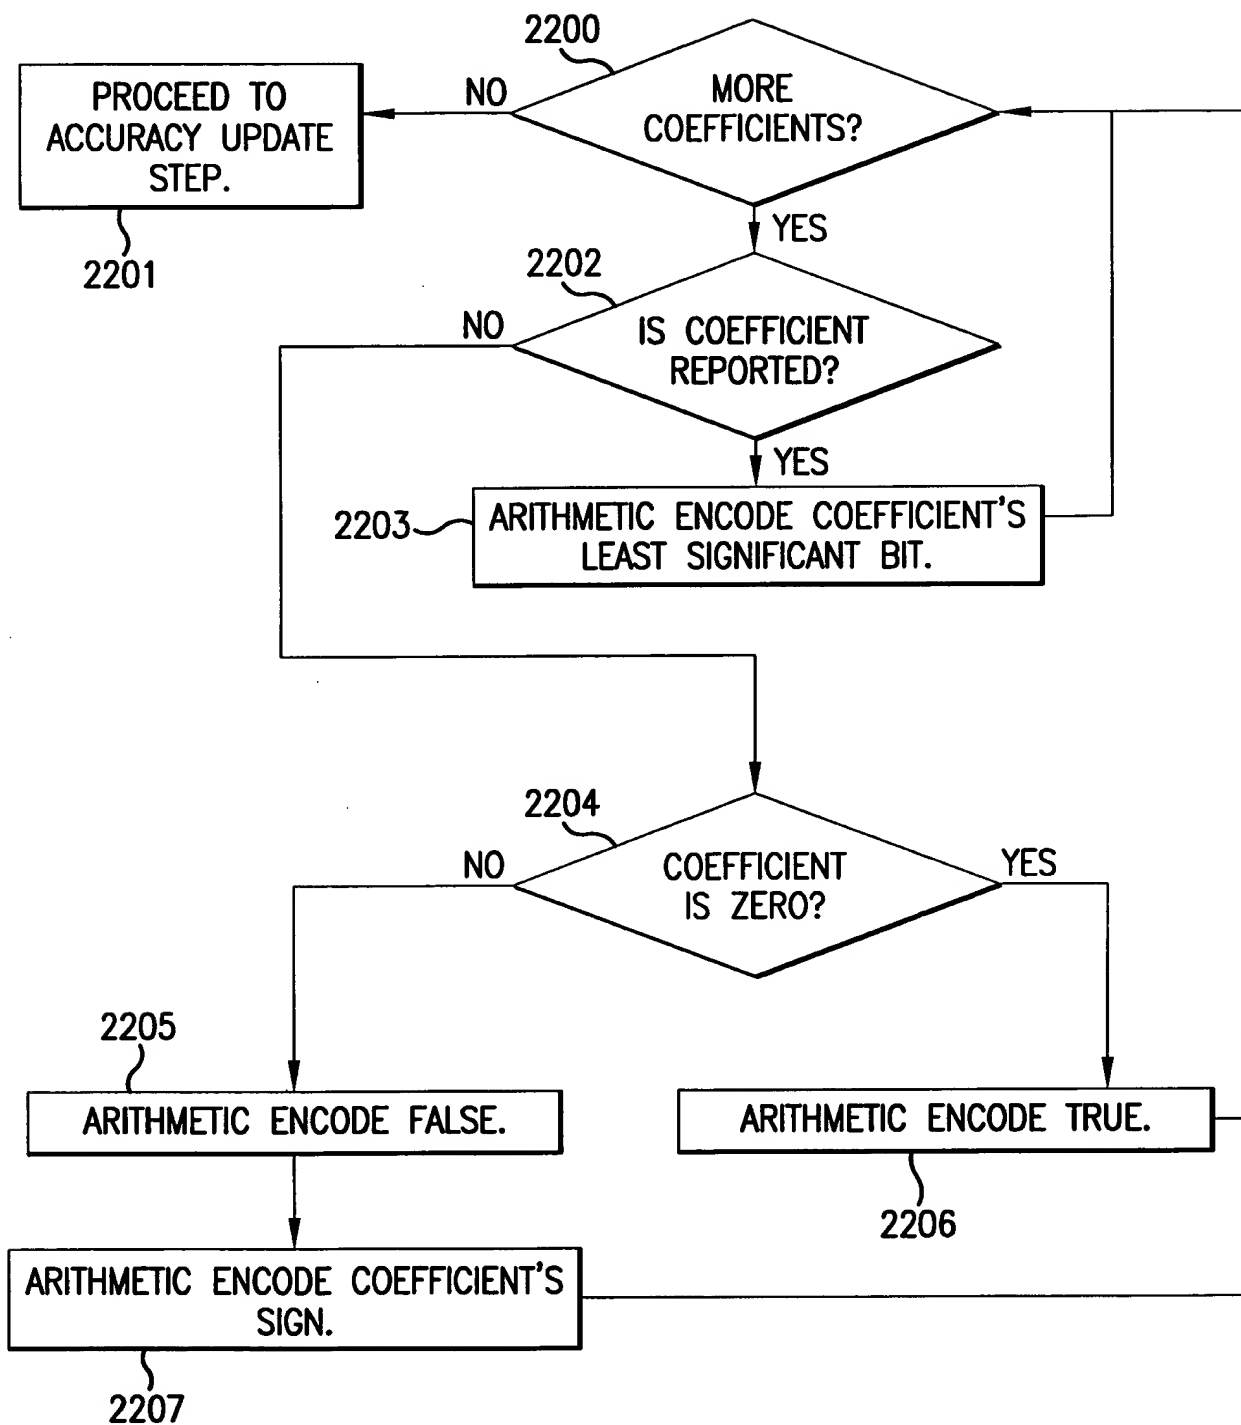 2200
MORE
COEFFICIENTS?
NO
PROCEED TO
ACCURACY UPDATE
STEP.
2201
YES
2202
IS COEFFICIENT
REPORTED?
NO
YES
2203
ARITHMETIC ENCODE COEFFICIENT'S
LEAST SIGNIFICANT BIT.
2204
COEFFICIENT
IS ZERO?
NO
YES
2205
ARITHMETIC ENCODE FALSE.
ARITHMETIC ENCODE TRUE.
2206
ARITHMETIC ENCODE COEFFICIENT'S
SIGN.
2207